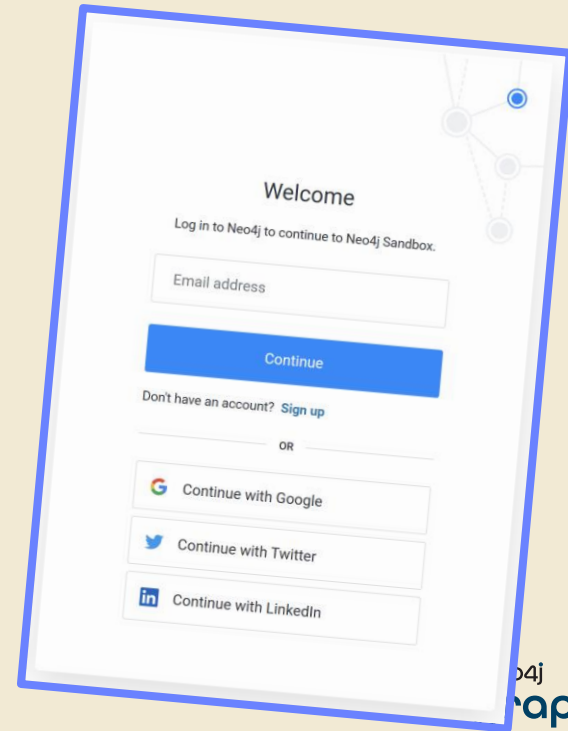 Welcome
Log in to Neo4j to continue to Neo4j Sandbox.
Email address
Continue
Don't have an account? Sign up
OR
Continue with Google
Continue with Twitter
in Continue with LinkedIn